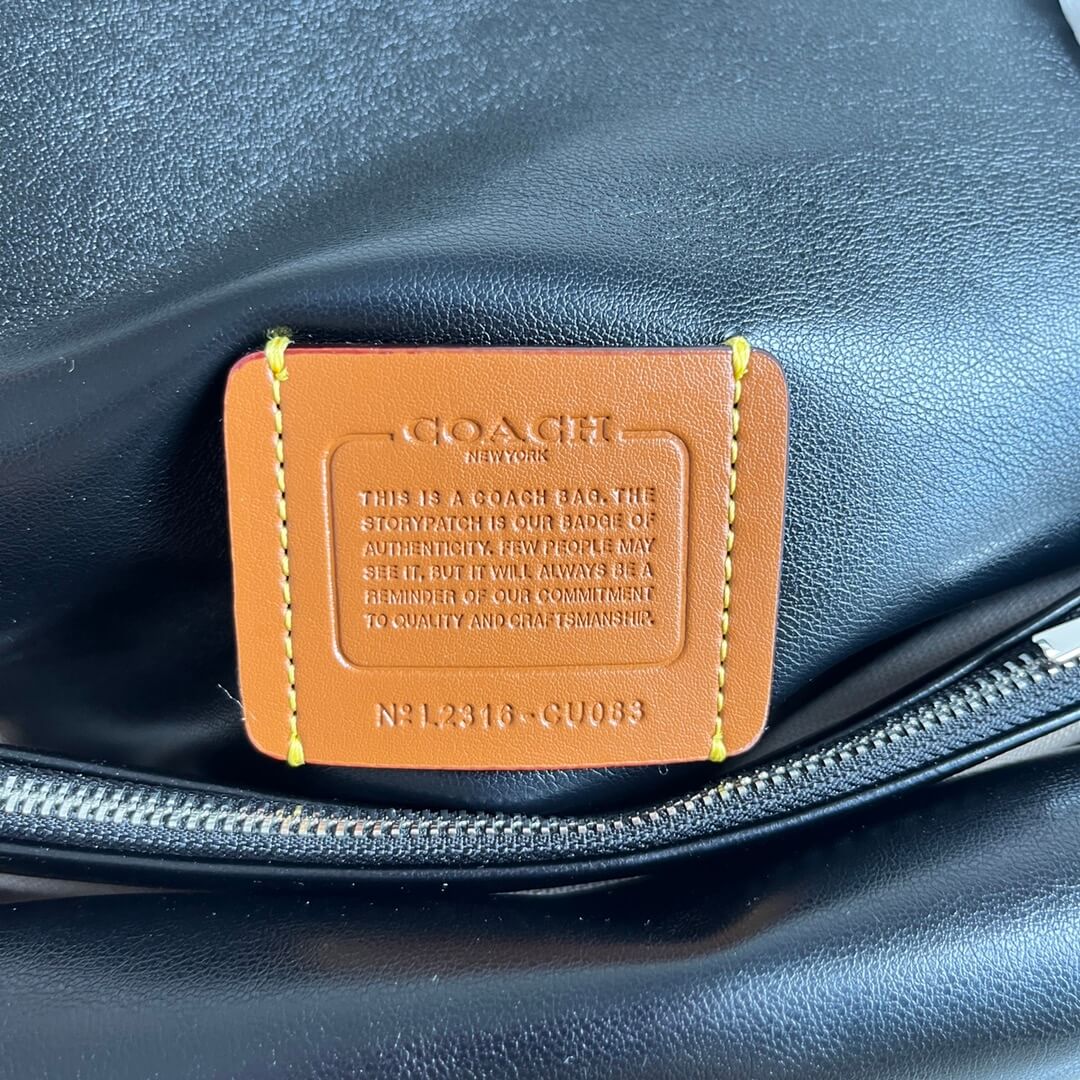 COACH
NEW YORK
THIS IS A COACH BAG. THE
STORYPATCH IS OUR BADGE OF
AUTHENTICITY. FEW PEOPLE MAY
SEE IT, BUT IT WILL ALWAYS BE A
REMINDER OF OUR COMMITMENT
TO QUALITY AND CRAFTSMANSHIP.
Nº L2316-CU083